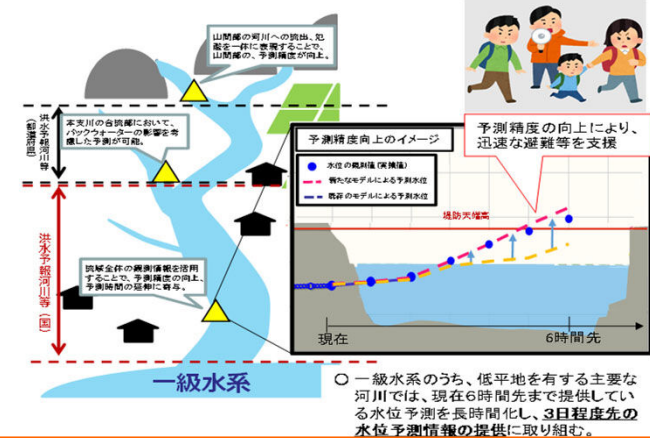 山間部の河川への流出、氾
濫を一体に表現することで、
山間部の、予測精度が向上。
本支川の合流部において、
バックウォーターの影響を考
慮した予測が可能。
流域全体の観測情報を活用
することで、予測精度の向上、
予測時間の延伸に寄与。
洪水予報河川等
(都道府県)
洪水予報河川等（国）
一級水系
予測精度向上のイメージ
水位の観測値(実績値)
新たなモデルによる予測水位
既存のモデルによる予測水位
予測精度の向上により、
迅速な避難等を支援
堤防天端高
現在
6時間先
○ 一級水系のうち、低平地を有する主要な
河川では、現在6時間先まで提供してい
る水位予測を長時間化し、3日程度先の
水位予測情報の提供に取り組む。